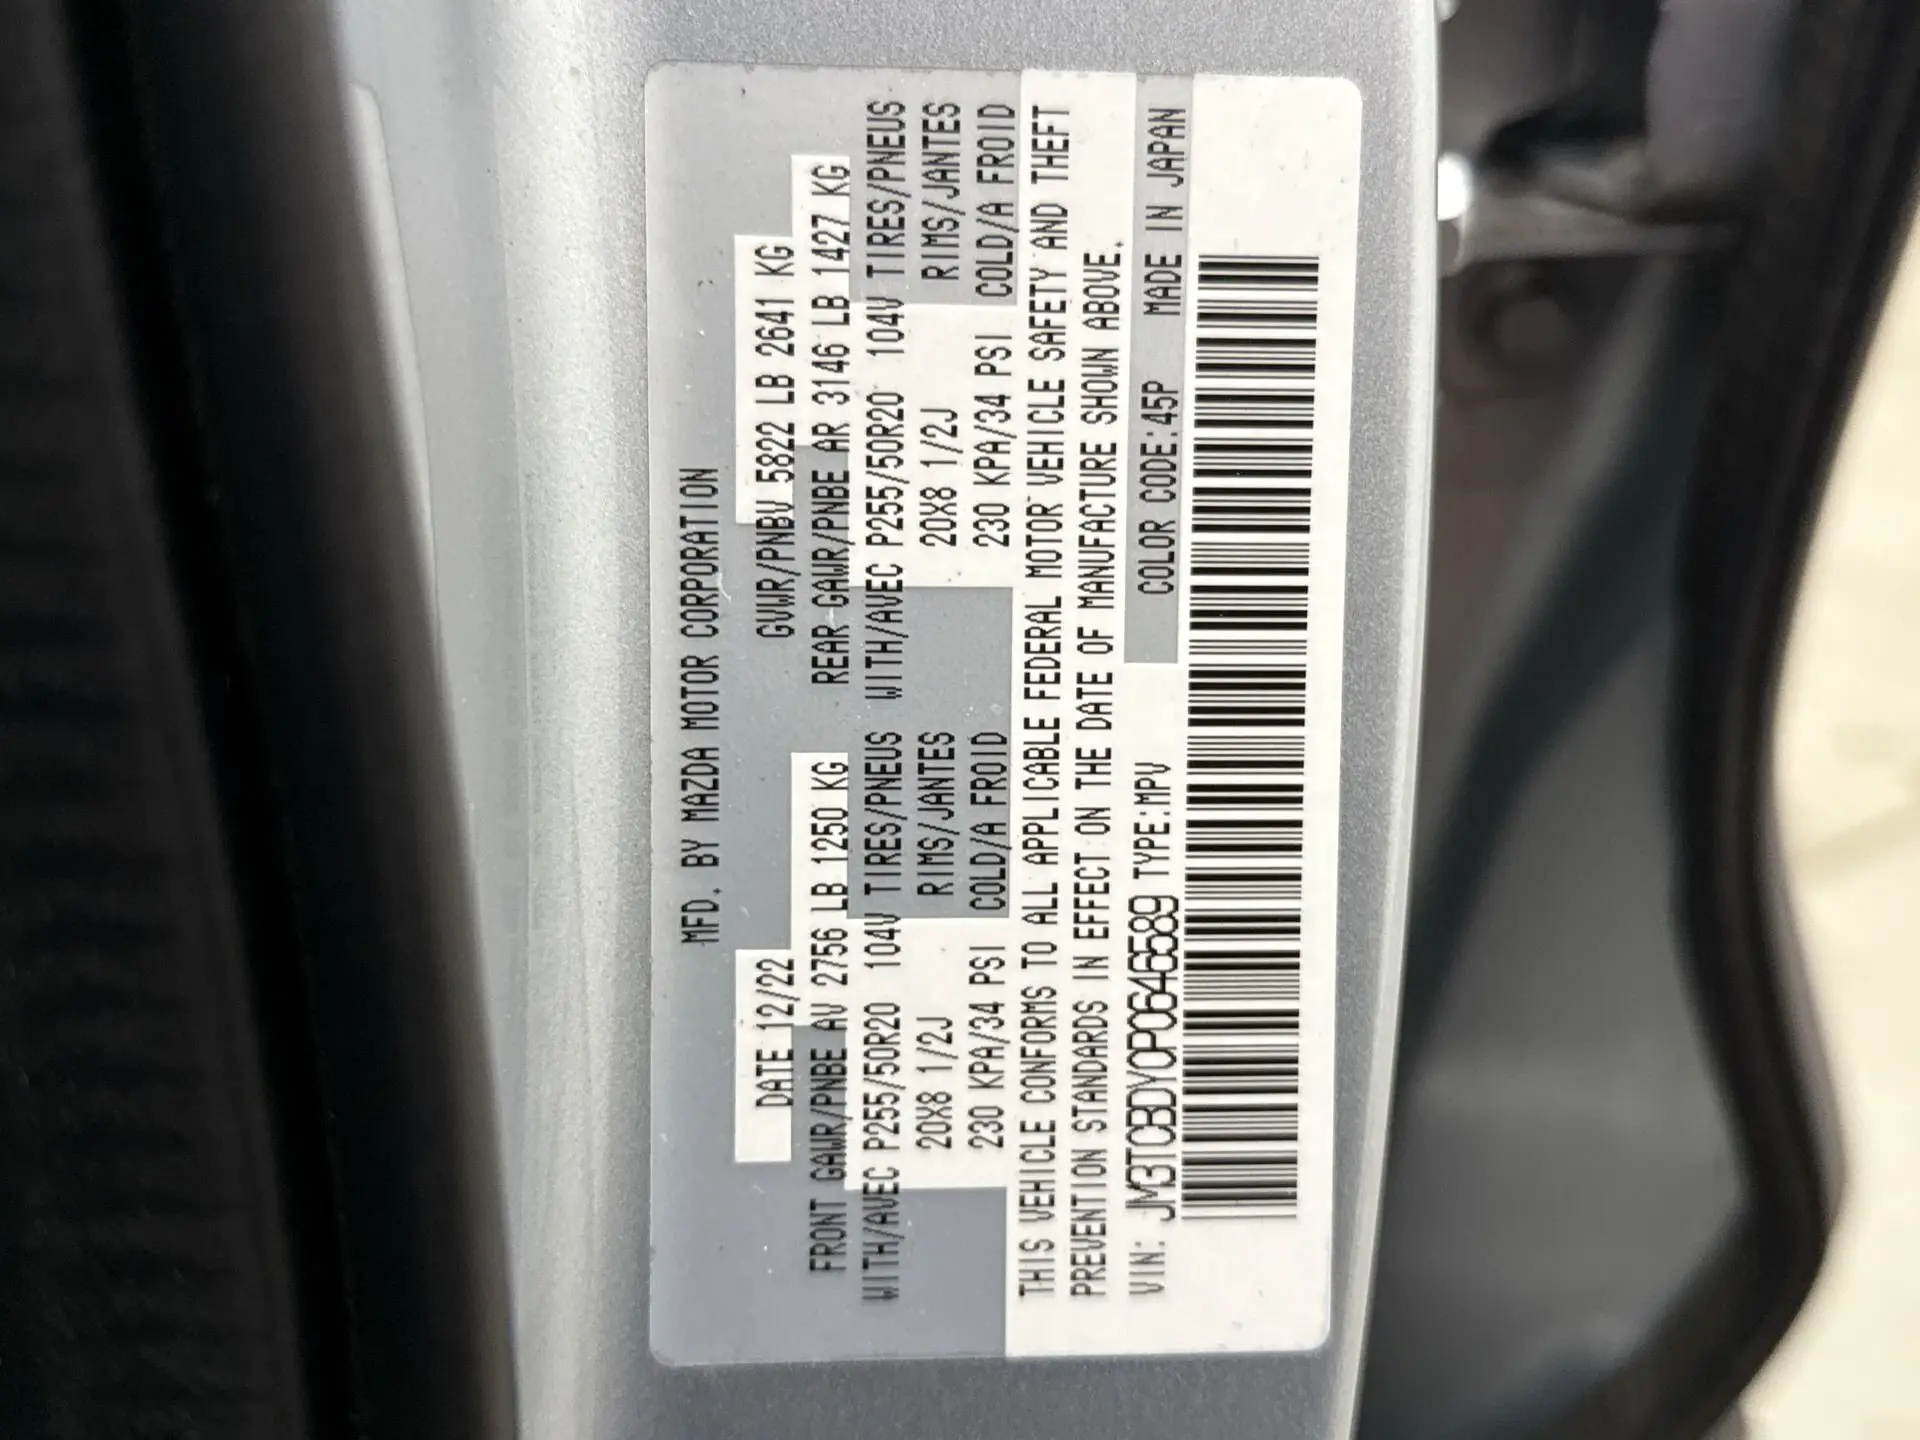 MFD. BY MAZDA MOTOR CORPORATION
DATE 12/22 GVWR/PNBV 5822 LB 2641 KG
FRONT GAWR/PNBE AV 2756 LB 1250 KG REAR GAWR/PNBE AR 3146 LB 1427 KG
WITH/AVEC P255/50R20 104V TIRES/PNEUS WITH/AVEC P255/50R20 104V TIRES/PNEUS
20X8 1/2J RIMS/JANTES 20X8 1/2J RIMS/JANTES
230 KPA/34 PSI COLD/A FROID 230 KPA/34 PSI COLD/A FROID
THIS VEHICLE CONFORMS TO ALL APPLICABLE FEDERAL MOTOR VEHICLE SAFETY AND THEFT
PREVENTION STANDARDS IN EFFECT ON THE DATE OF MANUFACTURE SHOWN ABOVE.
VIN: JM3TCBDY0P0646589 TYPE:MPV COLOR CODE:45P MADE IN JAPAN